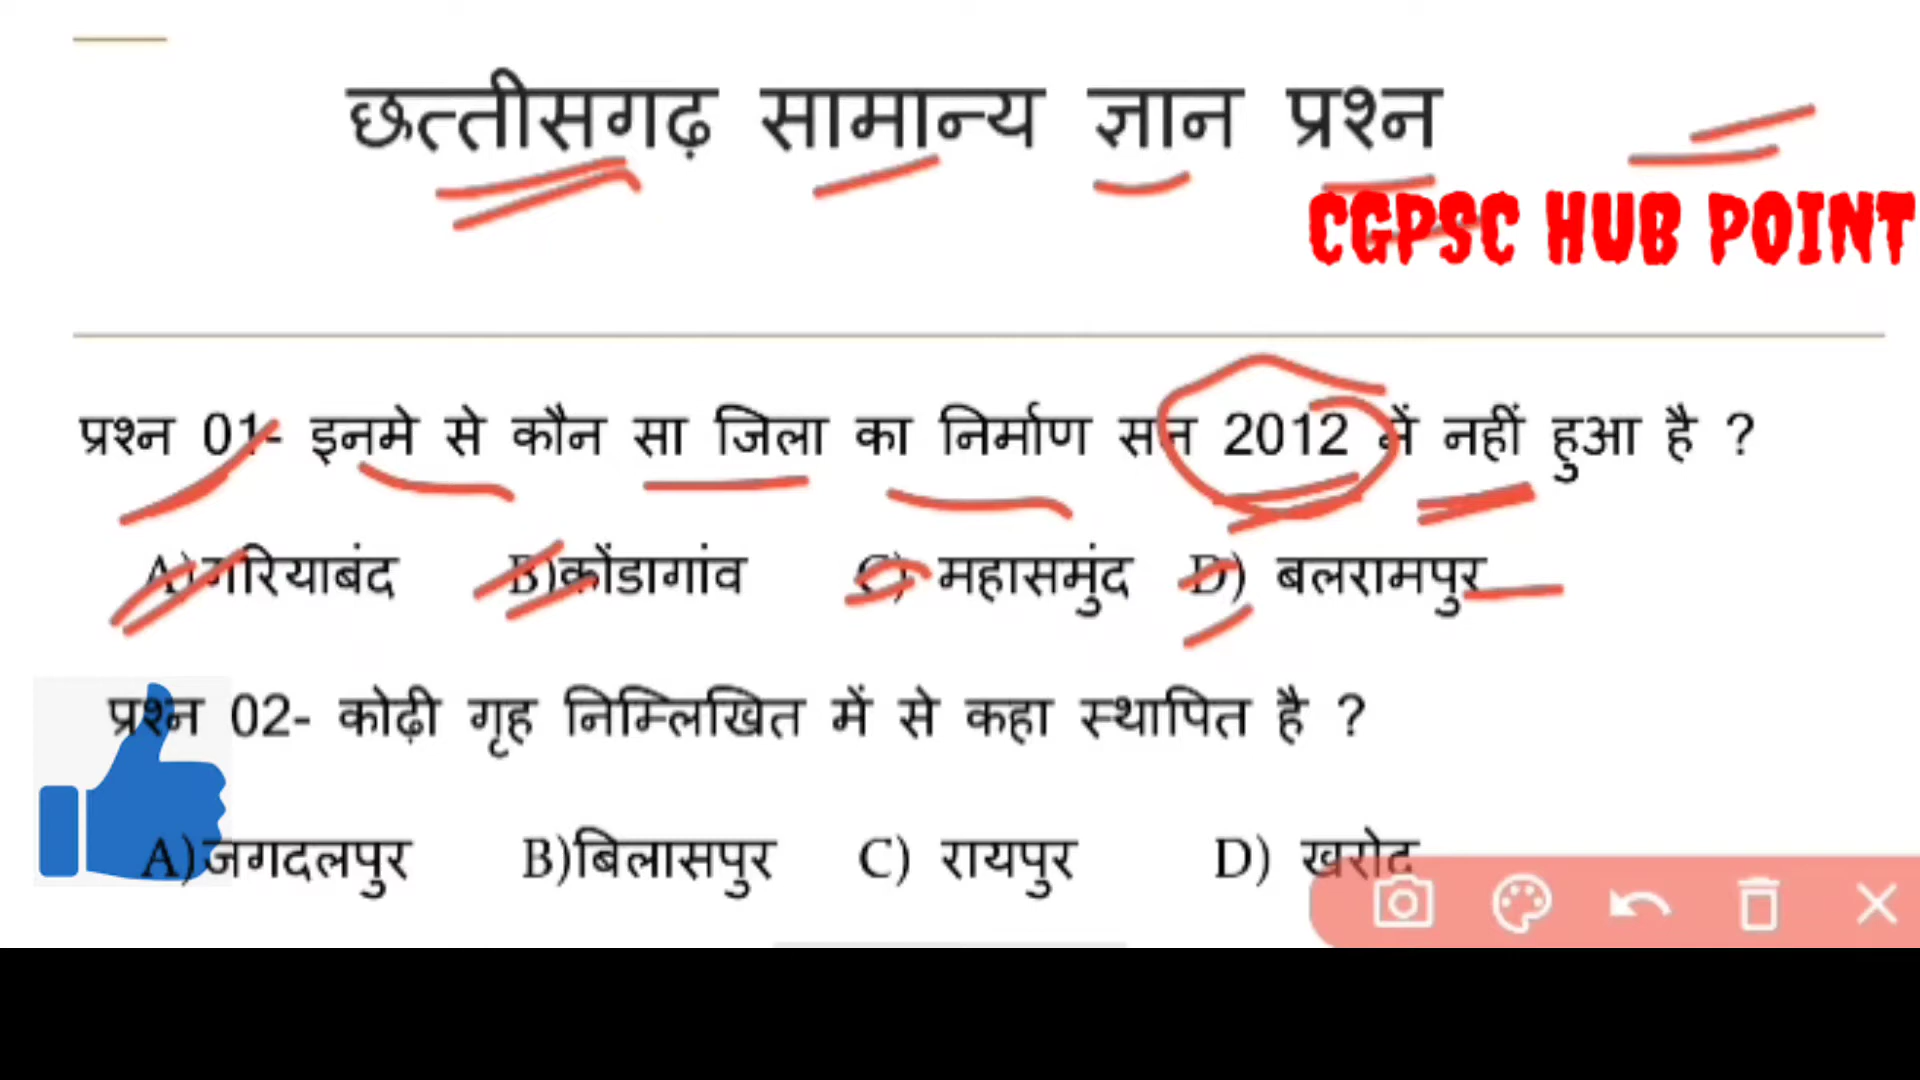 छत्तीसगढ़ सामान्य ज्ञान प्रश्न
CGPSC HUB POINT
प्रश्न 01- इनमे से कौन सा जिला का निर्माण सन 2012 में नहीं हुआ है ?
A)गरियाबंद B)कोंडागांव C) महासमुंद D) बलरामपुर
प्रश्न 02- कोढ़ी गृह निम्लिखित में से कहा स्थापित है ?
A)जगदलपुर B)बिलासपुर C) रायपुर D) खरोद